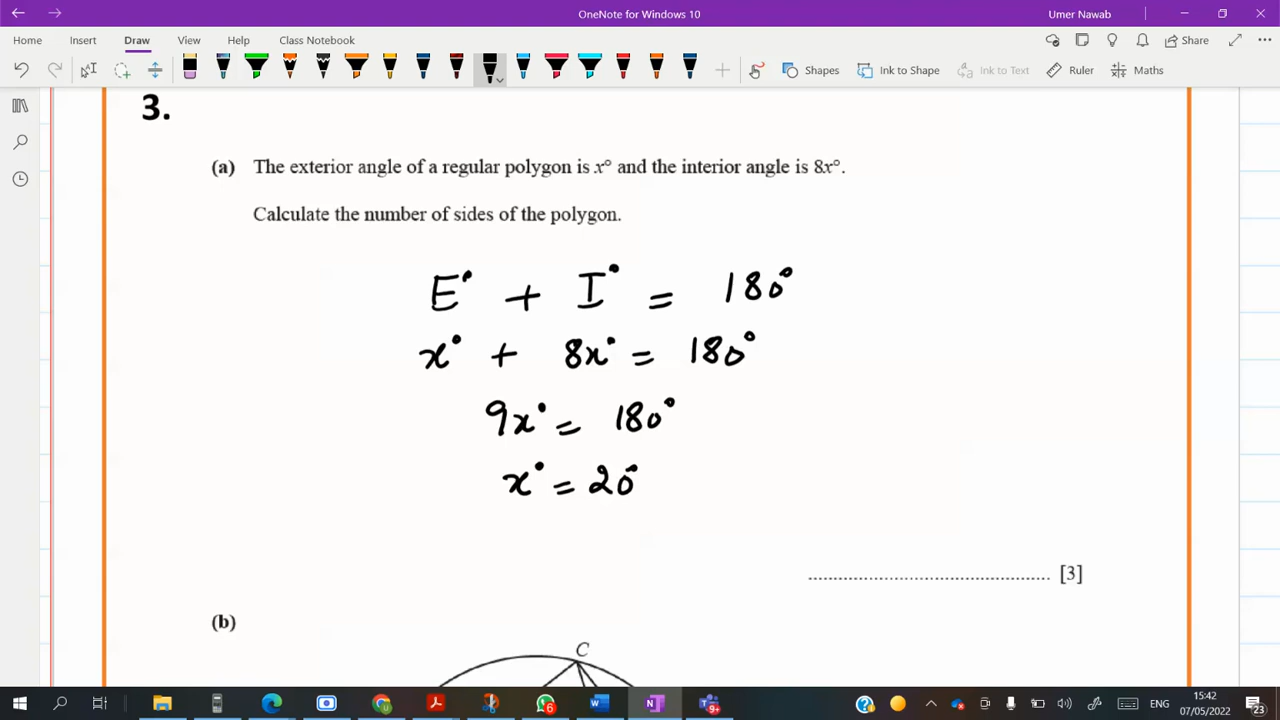 OneNote for Windows 10
Umer Nawab
Home Insert Draw View Help Class Notebook
Share
Shapes Ink to Shape Ink to Text Ruler Maths
3.
(a) The exterior angle of a regular polygon is x° and the interior angle is 8x°.
Calculate the number of sides of the polygon.
E° + I° = 180°
x° + 8x° = 180°
9x° = 180°
x° = 20°
................................................ [3]
(b)
C
6
9+
ENG
15:42
07/05/2022
23